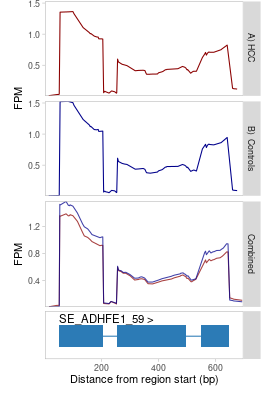 1.5
1.0
0.5
FPM
A) HCC
1.5
1.0
0.5
B) Controls
1.2
0.8
0.4
FPM
Combined
SE_ADHFE1_59 >
200 400 600
Distance from region start (bp)